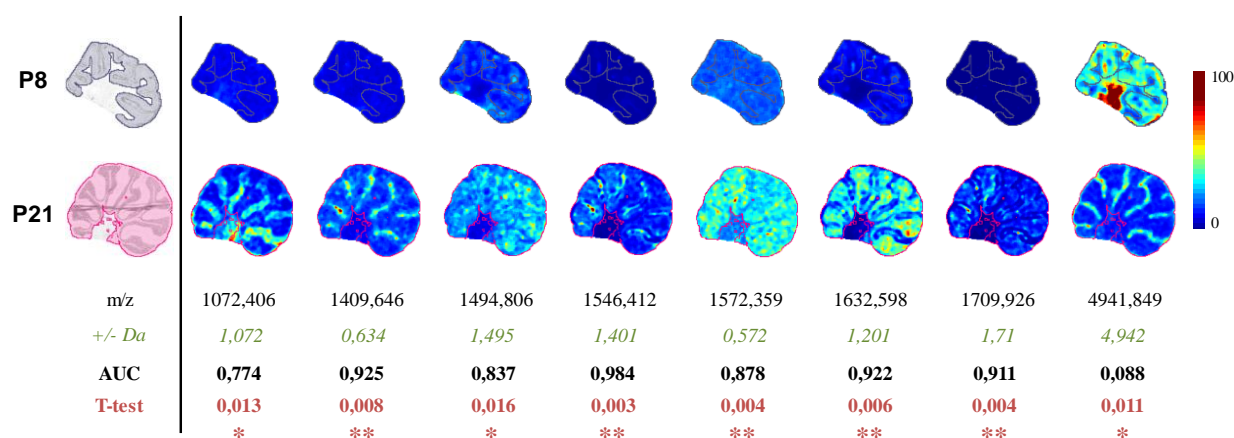 P8
100
0
P21
m/z 1072,406 1409,646 1494,806 1546,412 1572,359 1632,598 1709,926 4941,849
+/- Da 1,072 0,634 1,495 1,401 0,572 1,201 1,71 4,942
AUC 0,774 0,925 0,837 0,984 0,878 0,922 0,911 0,088
T-test 0,013 0,008 0,016 0,003 0,004 0,006 0,004 0,011
* ** * ** ** ** ** *